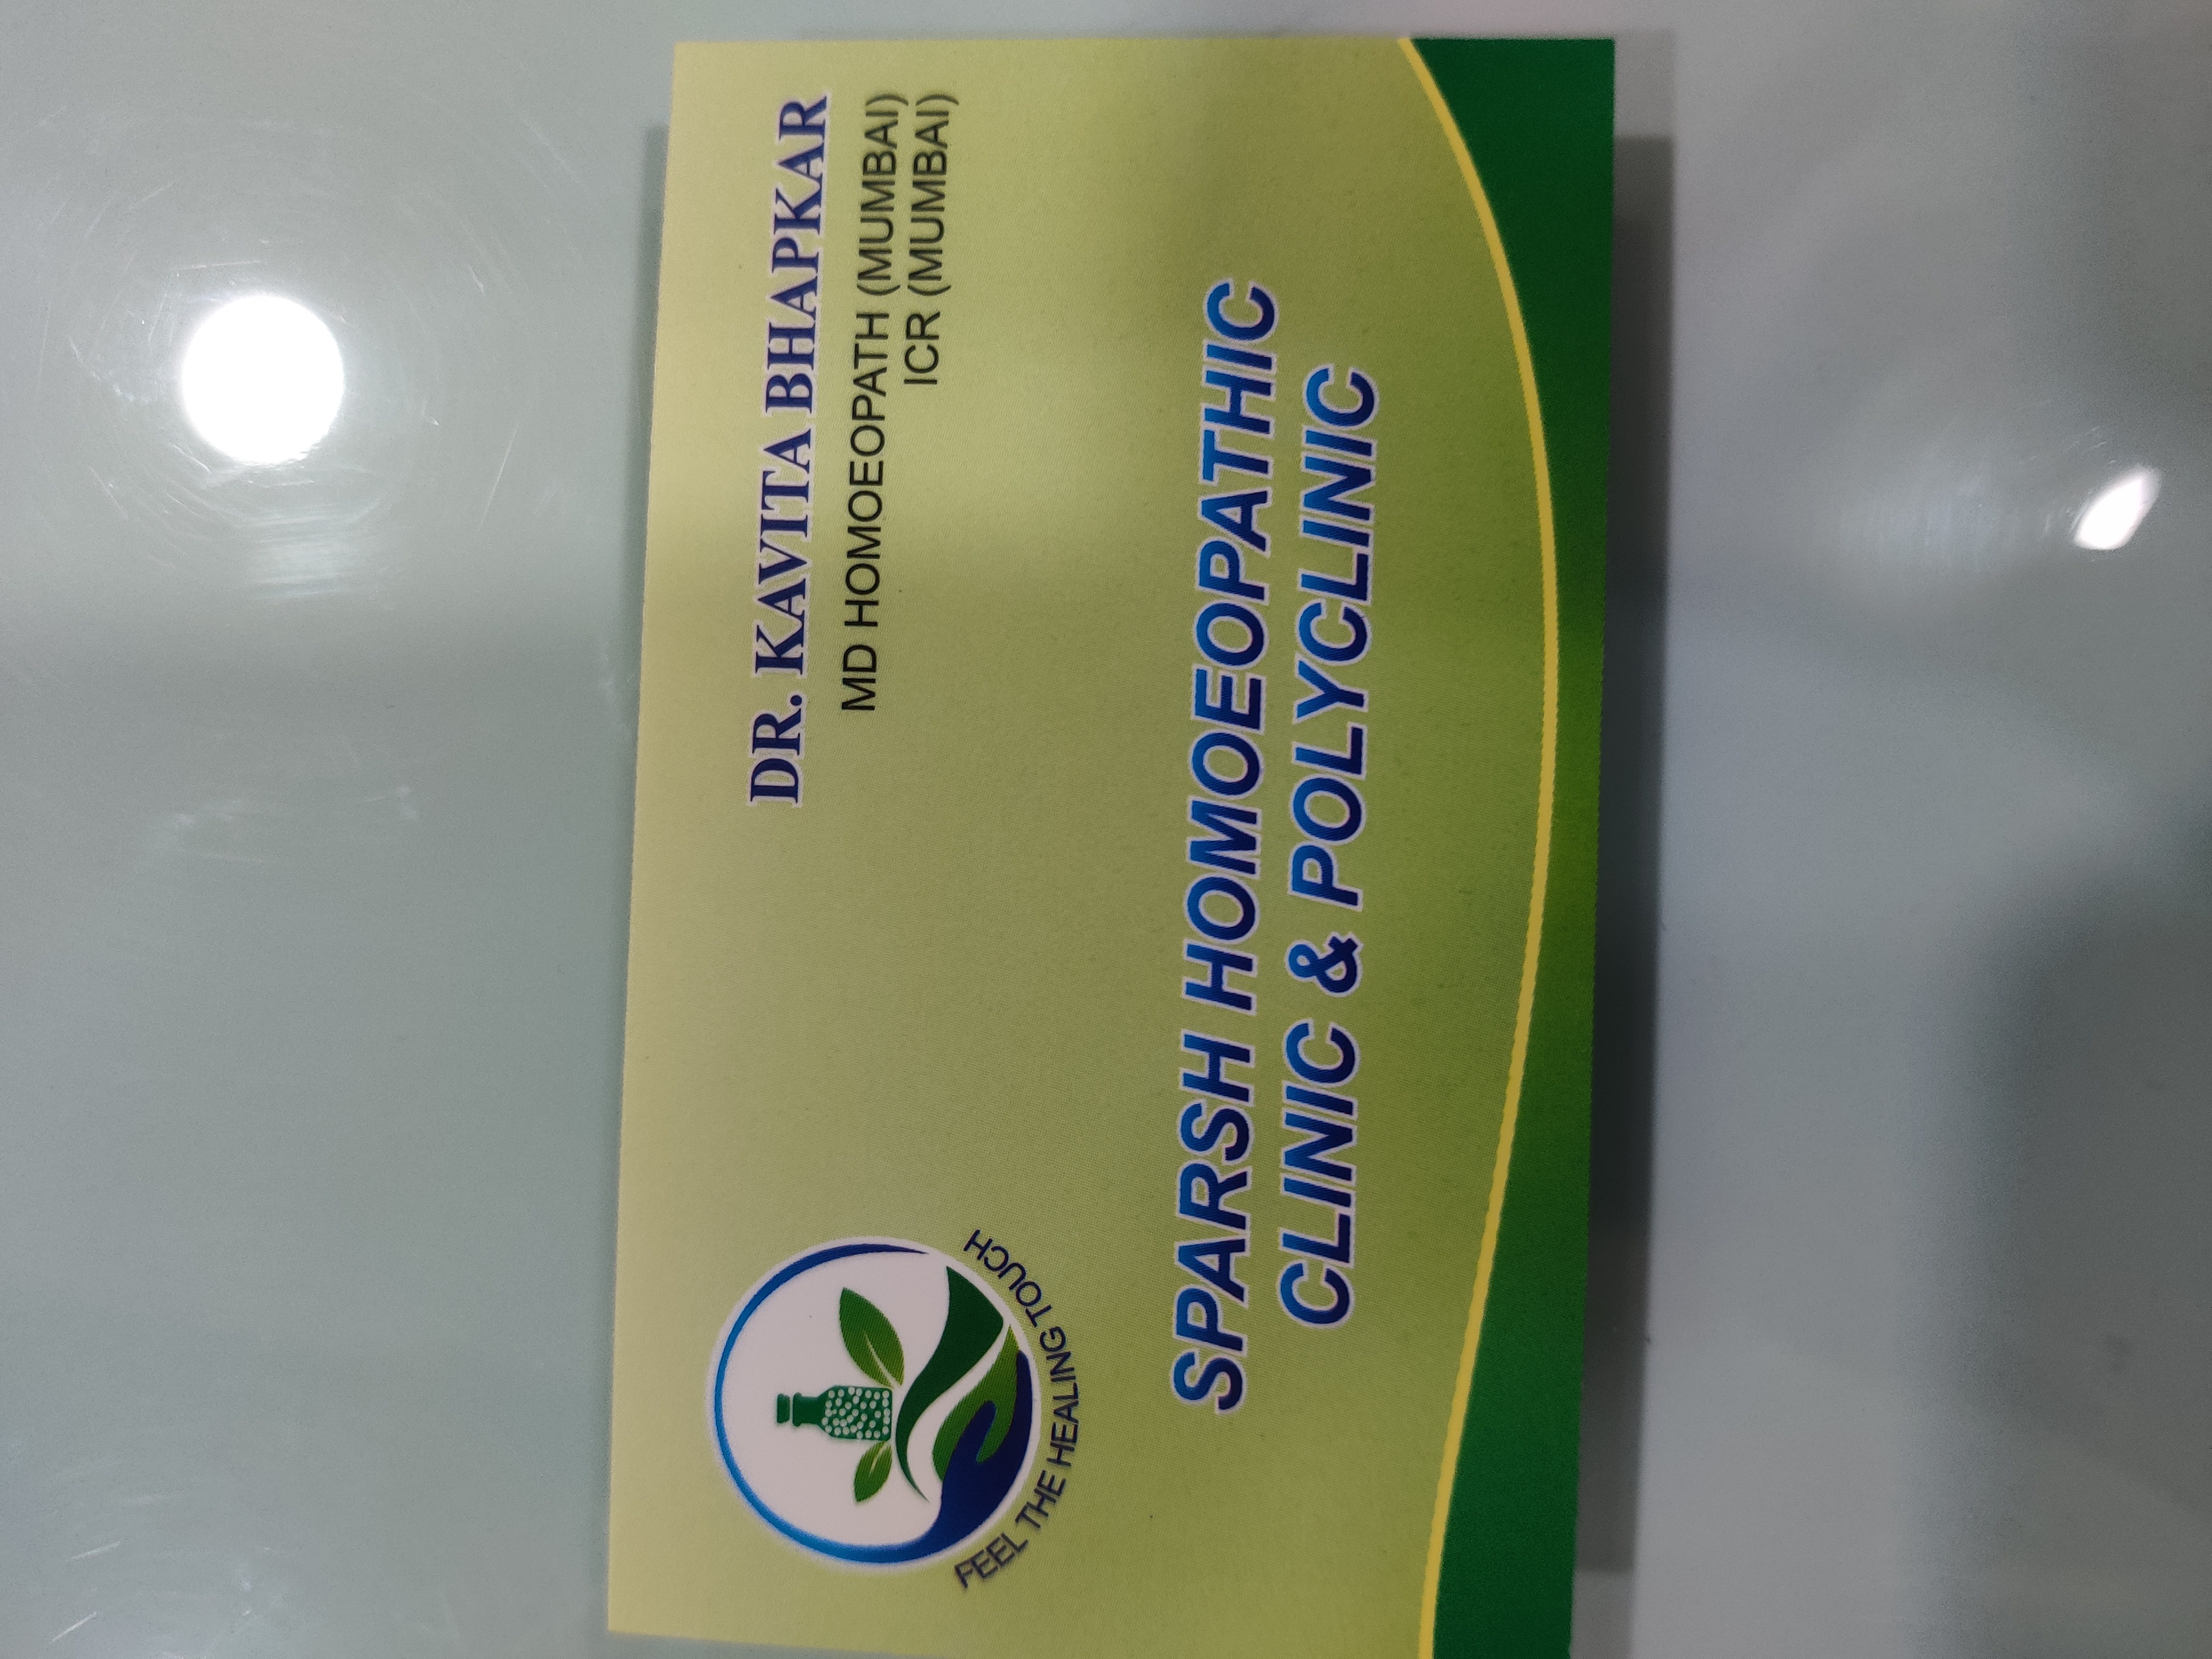 DR. KAVITA BHAPKAR
MD HOMOEOPATH (MUMBAI)
ICR (MUMBAI)
FEEL THE HEALING TOUCH
SPARSH HOMOEOPATHIC
CLINIC & POLYCLINIC